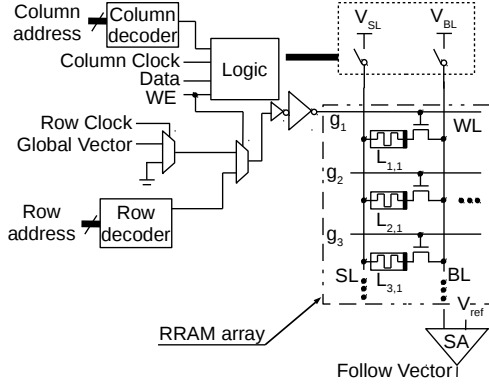 Column
address
Column
decoder
V_SL
V_BL
Column Clock
Data
WE
Logic
Row Clock
Global Vector
g_1
WL
L_1,1
g_2
L_2,1
Row
address
Row
decoder
g_3
SL
L_3,1
BL
V_ref
RRAM array
SA
Follow Vector